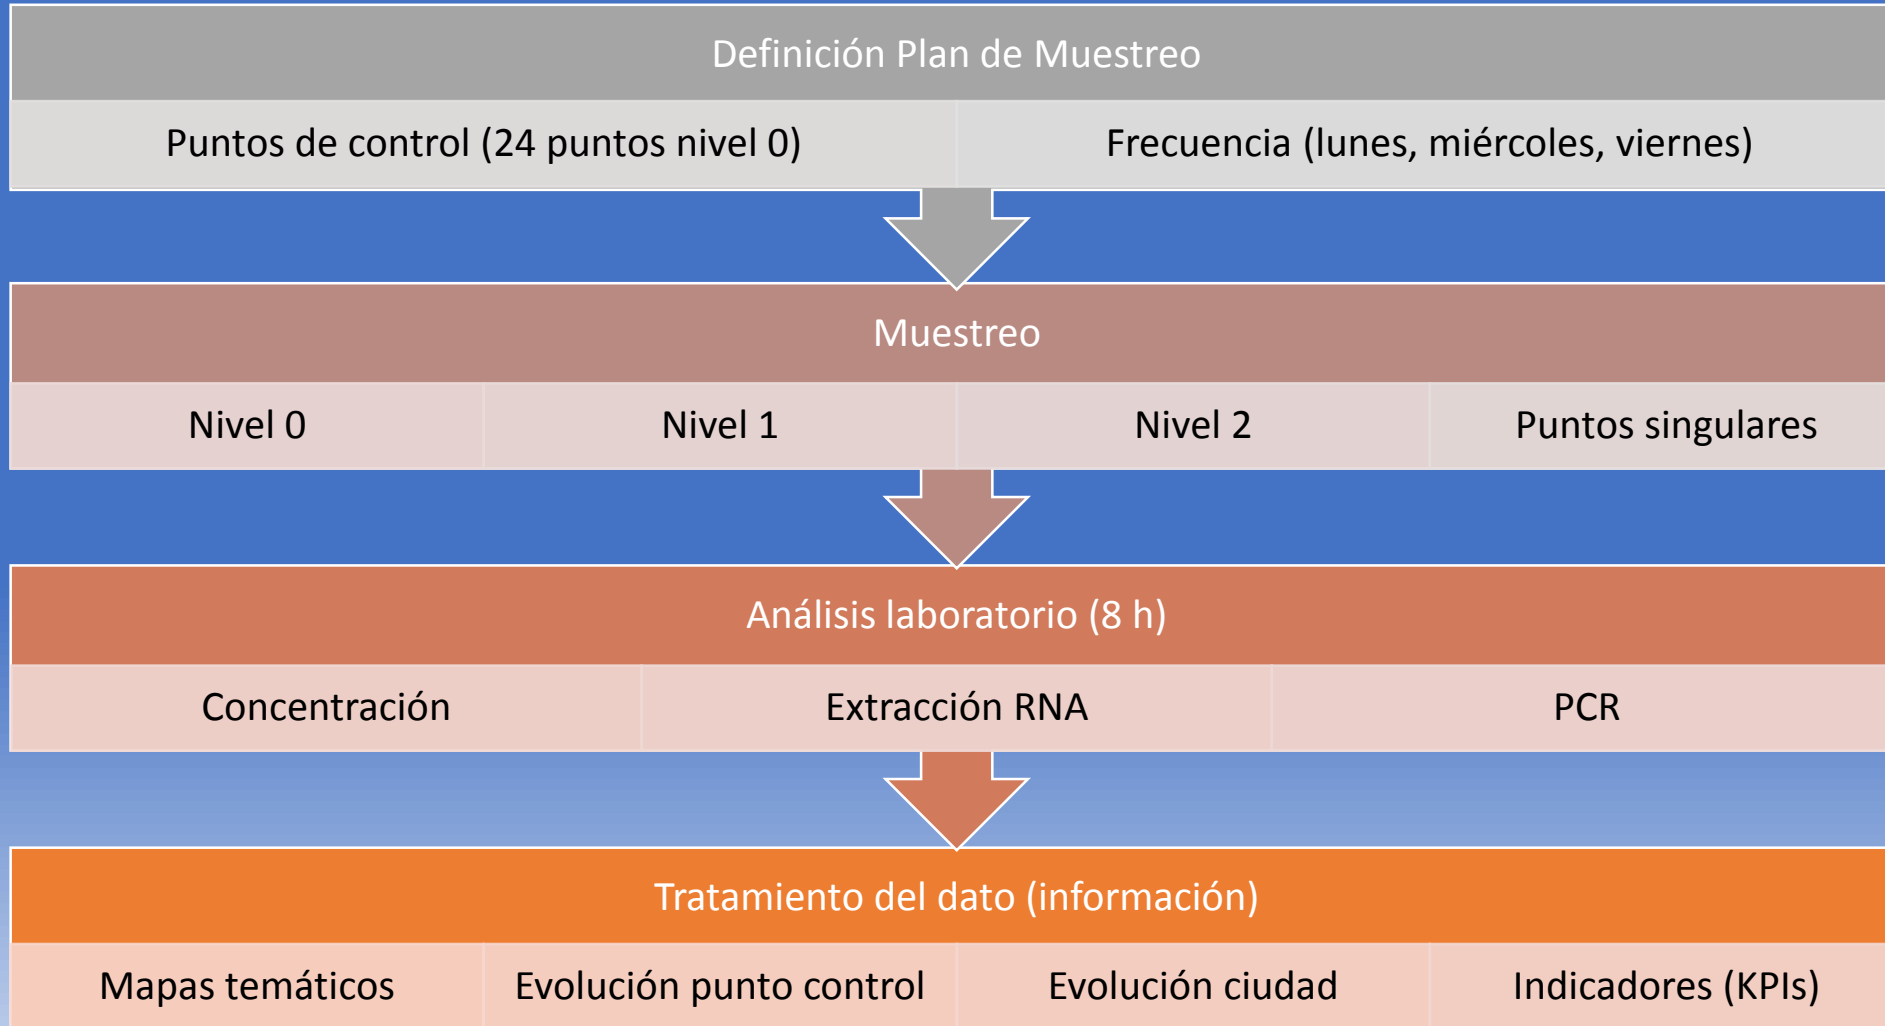 Definición Plan de Muestreo
Puntos de control (24 puntos nivel 0)
Frecuencia (lunes, miércoles, viernes)
Muestreo
Nivel 0
Nivel 1
Nivel 2
Puntos singulares
Análisis laboratorio (8 h)
Concentración
Extracción RNA
PCR
Tratamiento del dato (información)
Mapas temáticos
Evolución punto control
Evolución ciudad
Indicadores (KPIs)